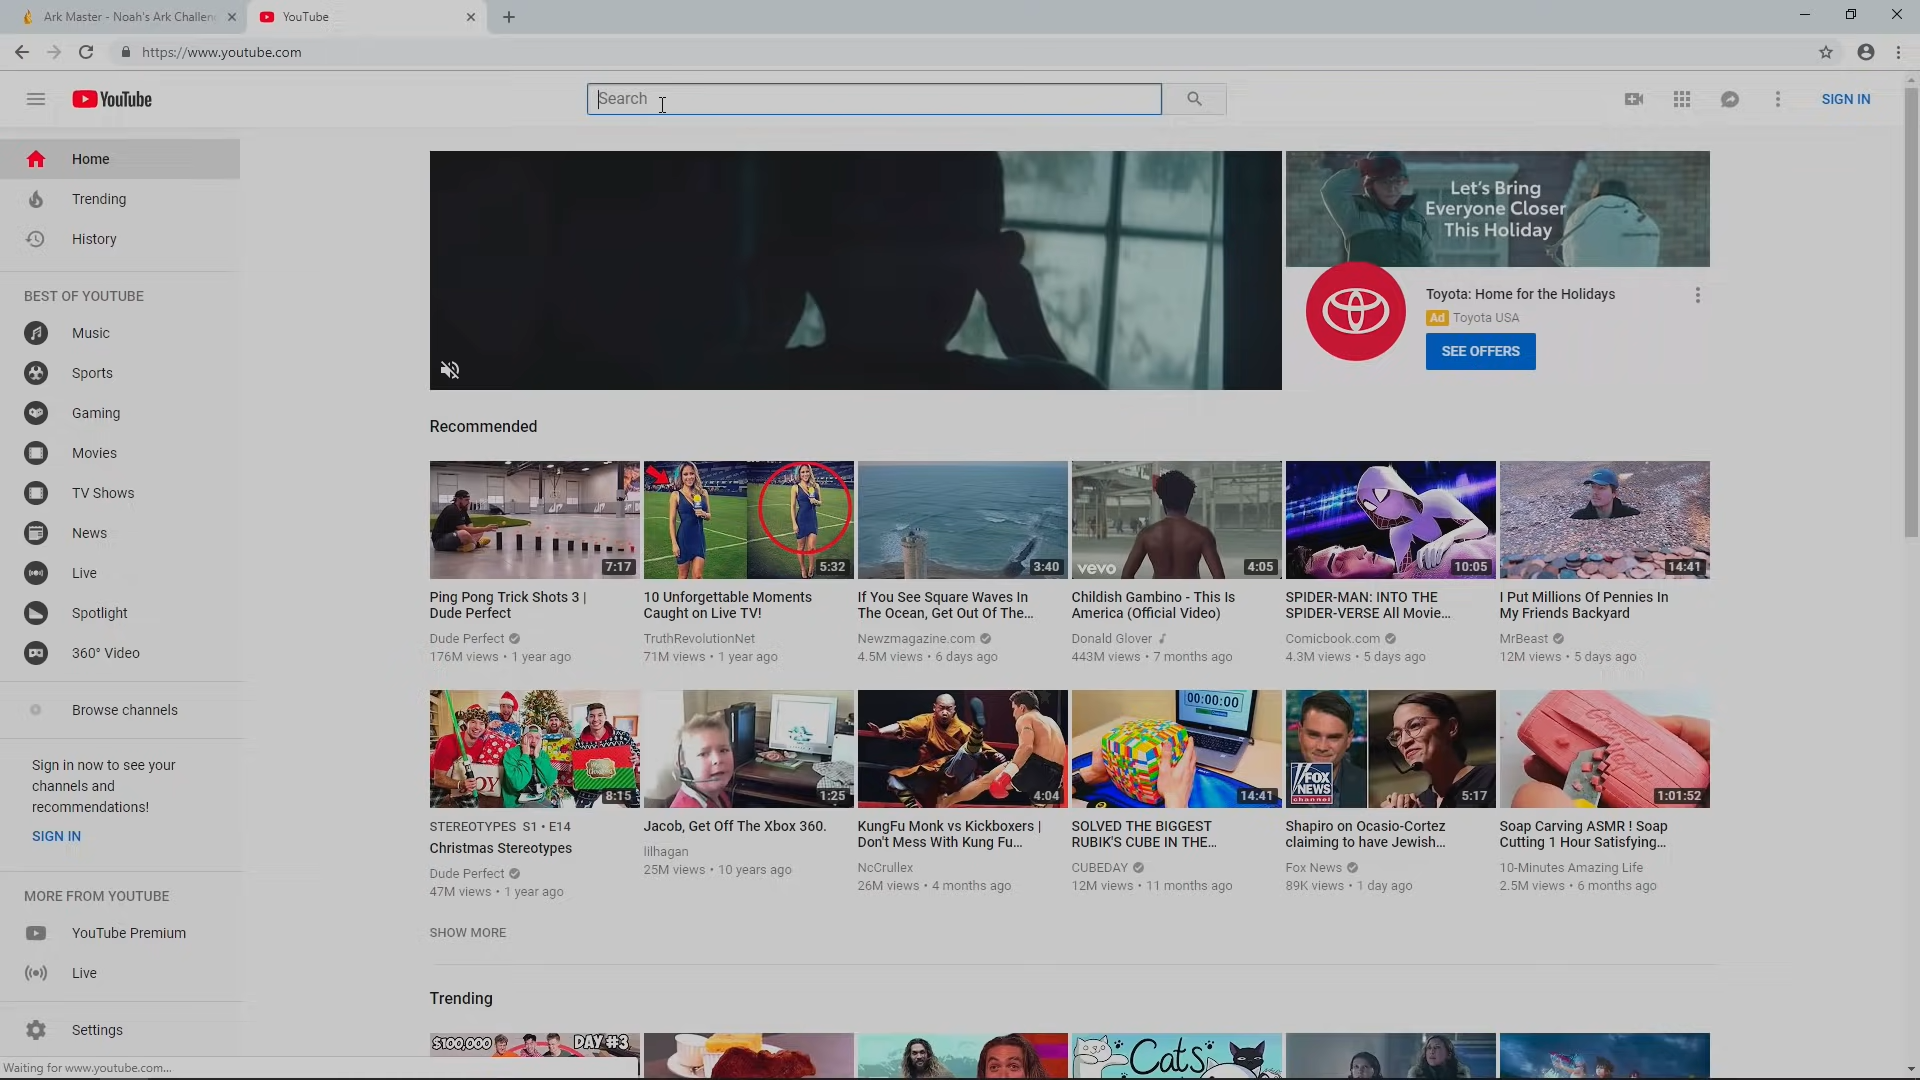 Ark Master - Noah's Ark Challen
YouTube
https://www.youtube.com
YouTube
Search
SIGN IN
Home
Trending
History
BEST OF YOUTUBE
Music
Sports
Gaming
Movies
TV Shows
News
Live
Spotlight
360° Video
Browse channels
Sign in now to see your
channels and
recommendations!
SIGN IN
MORE FROM YOUTUBE
YouTube Premium
Live
Settings
Waiting for www.youtube.com...
Let's Bring
Everyone Closer
This Holiday
Toyota: Home for the Holidays
Ad Toyota USA
SEE OFFERS
Recommended
7:17
Ping Pong Trick Shots 3 |
Dude Perfect
Dude Perfect
176M views • 1 year ago
5:32
10 Unforgettable Moments
Caught on Live TV!
TruthRevolutionNet
71M views • 1 year ago
3:40
If You See Square Waves In
The Ocean, Get Out Of The...
Newzmagazine.com
4.5M views • 6 days ago
vevo
4:05
Childish Gambino - This Is
America (Official Video)
Donald Glover
443M views • 7 months ago
10:05
SPIDER-MAN: INTO THE
SPIDER-VERSE All Movie...
Comicbook.com
4.3M views • 5 days ago
14:41
I Put Millions Of Pennies In
My Friends Backyard
MrBeast
12M views • 5 days ago
8:15
STEREOTYPES S1 • E14
Christmas Stereotypes
Dude Perfect
47M views • 1 year ago
1:25
Jacob, Get Off The Xbox 360.
lilhagan
25M views • 10 years ago
4:04
KungFu Monk vs Kickboxers |
Don't Mess With Kung Fu...
NcCrullex
26M views • 4 months ago
00:00:00
14:41
SOLVED THE BIGGEST
RUBIK'S CUBE IN THE...
CUBEDAY
12M views • 11 months ago
FOX
NEWS
channel
5:17
Shapiro on Ocasio-Cortez
claiming to have Jewish...
Fox News
89K views • 1 day ago
1:01:52
Soap Carving ASMR ! Soap
Cutting 1 Hour Satisfying...
10-Minutes Amazing Life
2.5M views • 6 months ago
SHOW MORE
Trending
$100,000
DAY #3
Cats